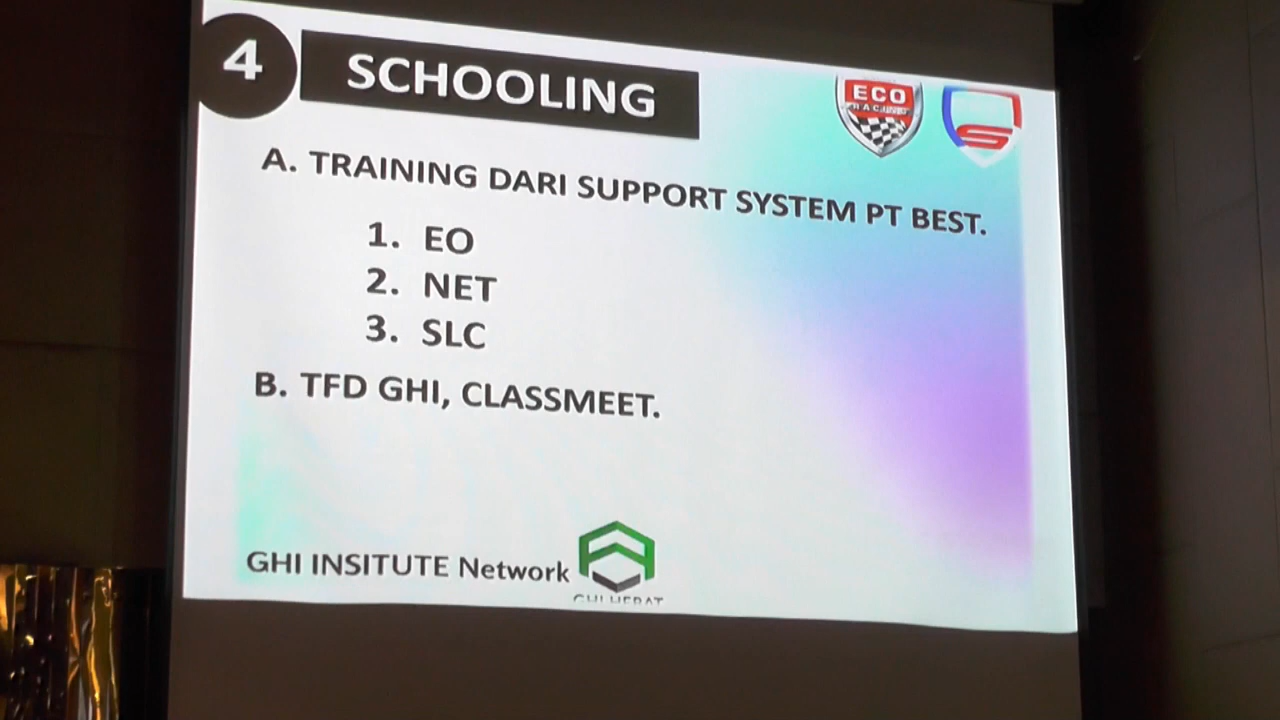 4
SCHOOLING
ECO
RACING
A. TRAINING DARI SUPPORT SYSTEM PT BEST.
1. EO
2. NET
3. SLC
B. TFD GHI, CLASSMEET.
GHI INSITUTE Network